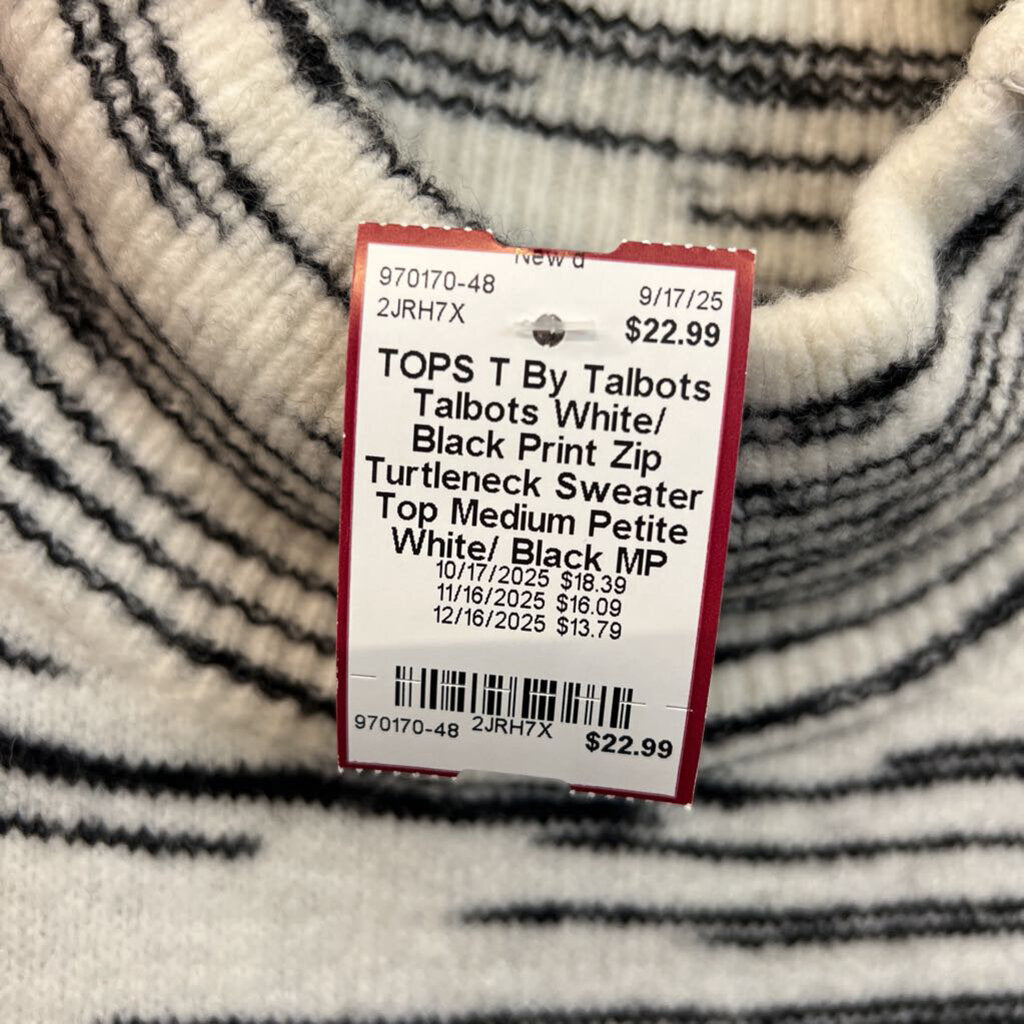 970170-48
9/17/25
2JRH7X
$22.99
TOPS T By Talbots
Talbots White/
Black Print Zip
Turtleneck Sweater
Top Medium Petite
White/ Black MP
10/17/2025 $18.39
11/16/2025 $16.09
12/16/2025 $13.79
970170-48 2JRH7X $22.99